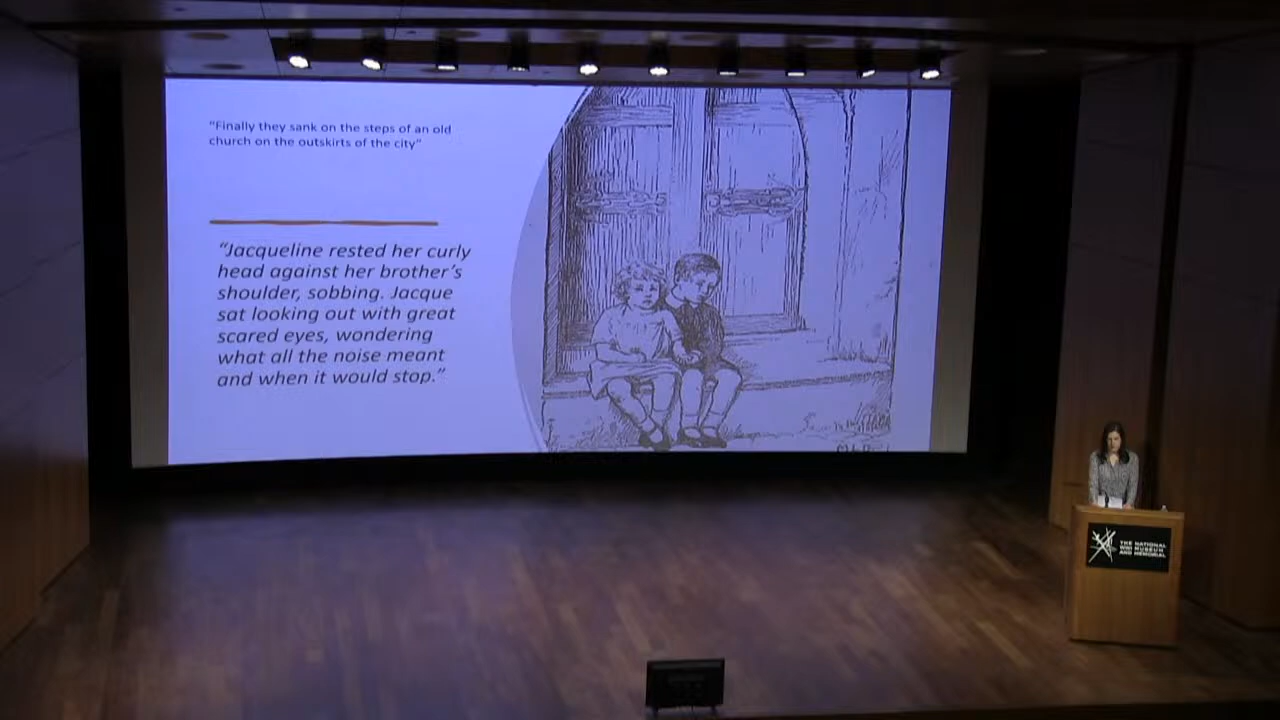 "Finally they sank on the steps of an old
church on the outskirts of the city"
"Jacqueline rested her curly
head against her brother's
shoulder, sobbing. Jacque
sat looking out with great
scared eyes, wondering
what all the noise meant
and when it would stop."
THE NATIONAL
WWI MUSEUM
AND MEMORIAL